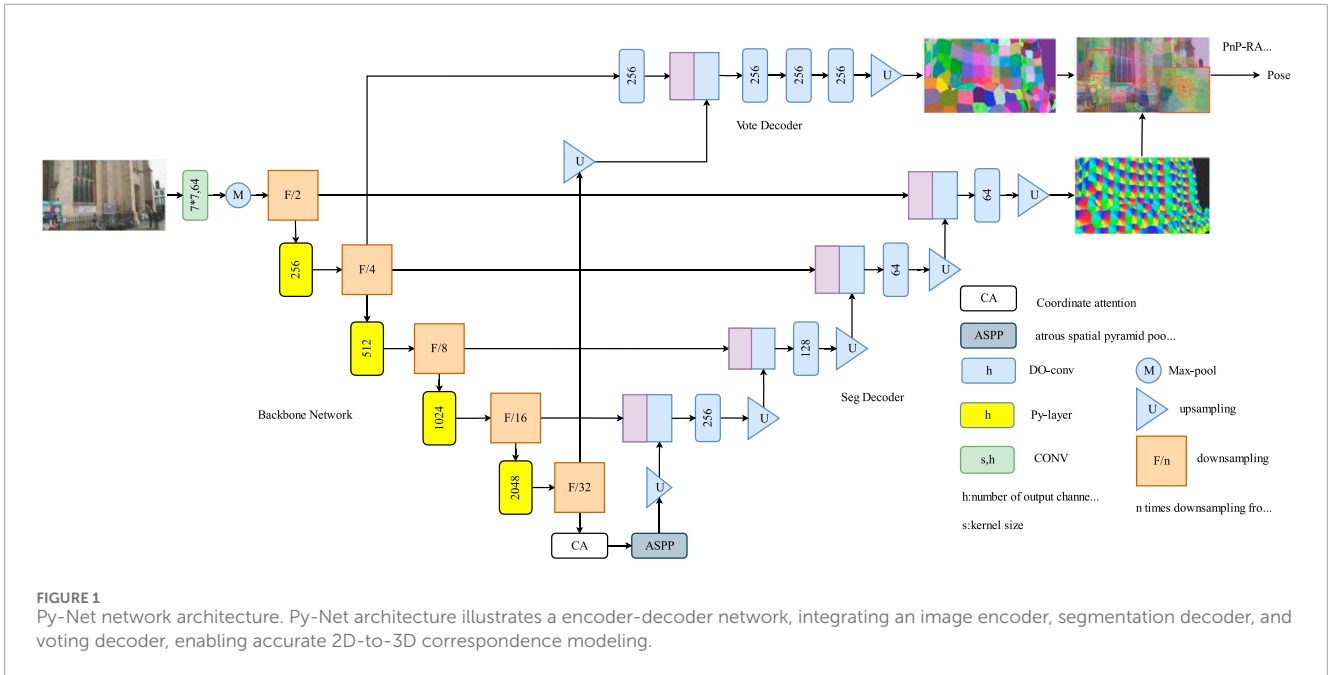 256
256
256
256
U
PnP-RA...
Pose
Vote Decoder
U
7*7,64
M
F/2
64
U
256
F/4
64
U
512
F/8
128
U
Seg Decoder
Backbone Network
1024
F/16
256
U
2048
F/32
U
CA
ASPP
CA
Coordinate attention
ASPP
atrous spatial pyramid poo...
h
DO-conv
M
Max-pool
h
Py-layer
U
upsampling
s,h
CONV
F/n
downsampling
h:number of output channe...
n times downsampling fro...
s:kernel size
FIGURE 1
Py-Net network architecture. Py-Net architecture illustrates a encoder-decoder network, integrating an image encoder, segmentation decoder, and
voting decoder, enabling accurate 2D-to-3D correspondence modeling.